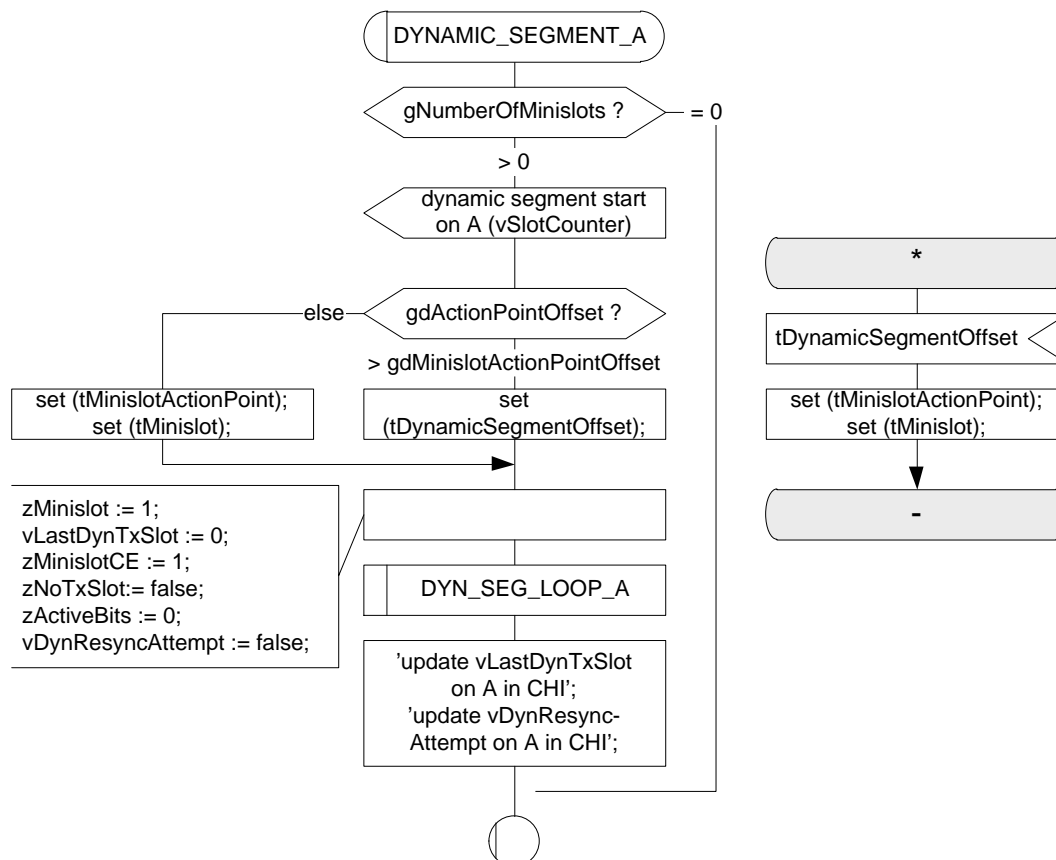 DYNAMIC_SEGMENT_A
gNumberOfMinislots ?
= 0
> 0
dynamic segment start
on A (vSlotCounter)
else
gdActionPointOffset ?
> gdMinislotActionPointOffset
set (tMinislotActionPoint);
set (tMinislot);
set
(tDynamicSegmentOffset);
zMinislot := 1;
vLastDynTxSlot := 0;
zMinislotCE := 1;
zNoTxSlot:= false;
zActiveBits := 0;
vDynResyncAttempt := false;
DYN_SEG_LOOP_A
’update vLastDynTxSlot
on A in CHI’;
’update vDynResync-
Attempt on A in CHI’;
*
tDynamicSegmentOffset
set (tMinislotActionPoint);
set (tMinislot);
-